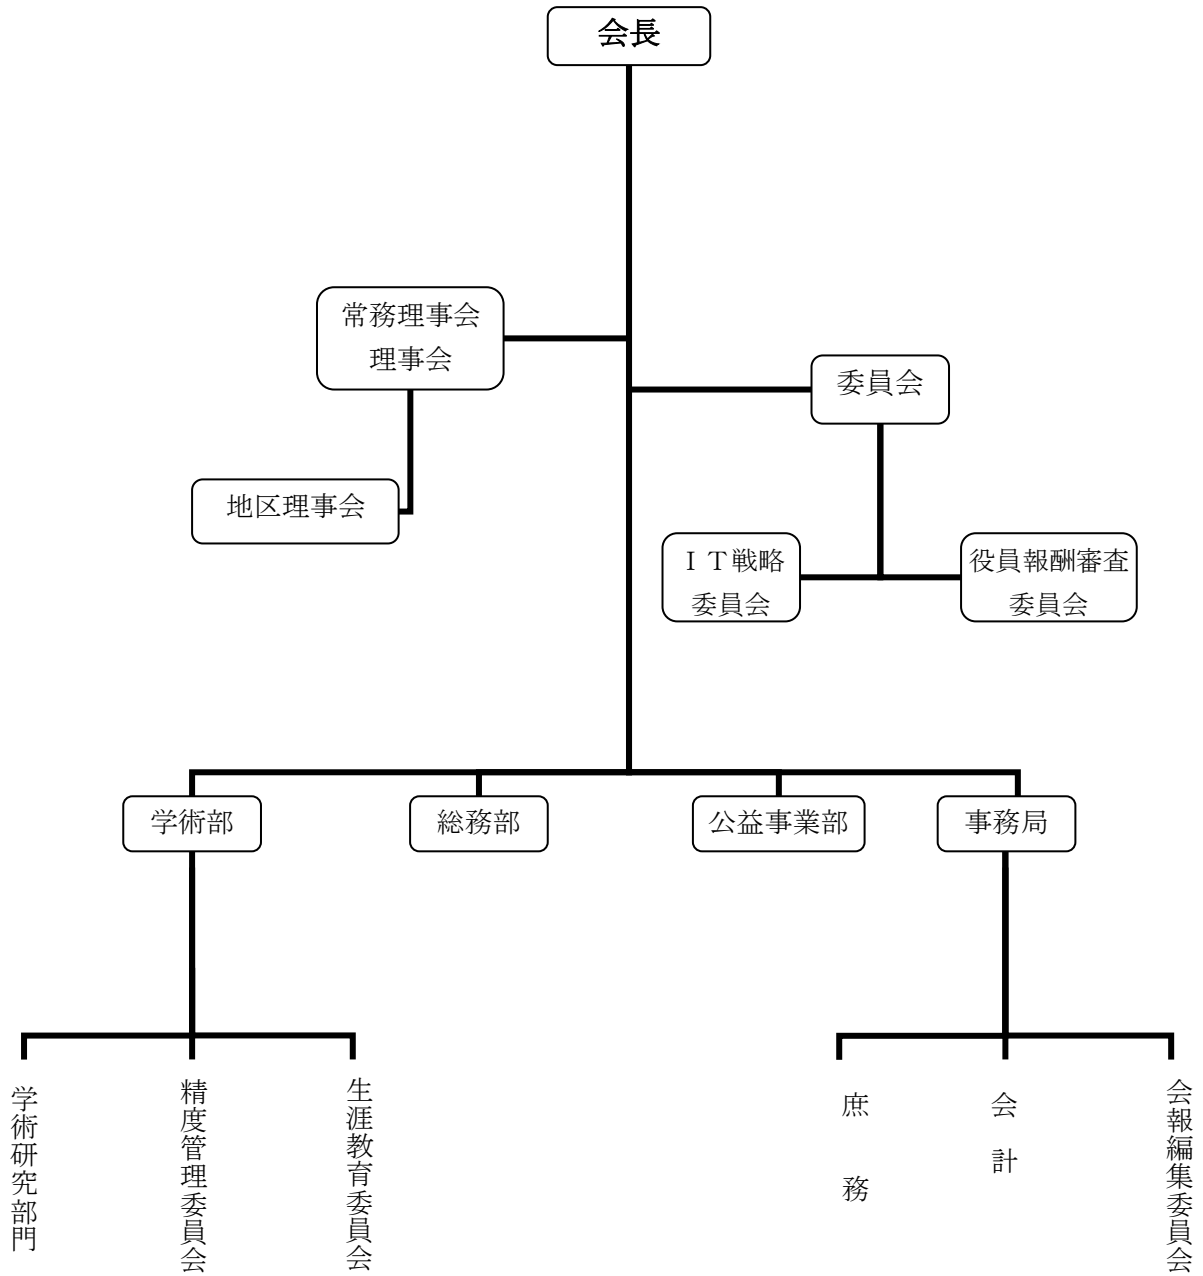 会長
常務理事会
理事会
委員会
地区理事会
ＩＴ戦略
委員会
役員報酬審査
委員会
学術部
総務部
公益事業部
事務局
学術研究部門
精度管理委員会
生涯教育委員会
庶務
会計
会報編集委員会